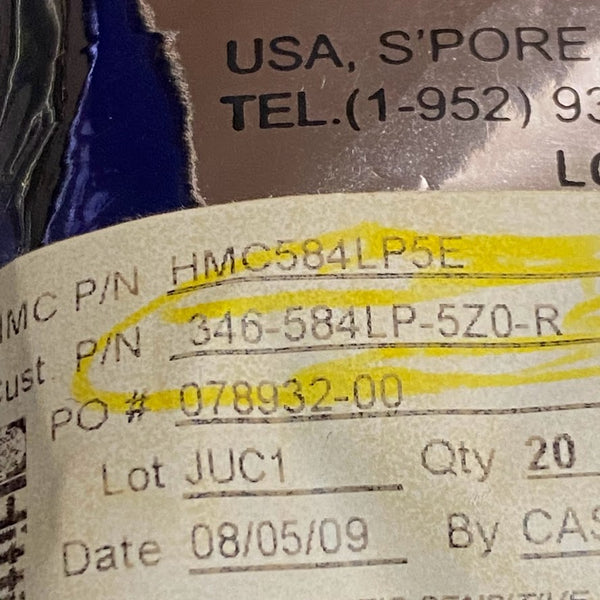 USA, S'PORE
TEL.(1-952) 93
HMC P/N HMC584LP5E
Cust P/N 346-584LP-5Z0-R
PO # 078932-00
Lot JUC1 Qty 20
Date 08/05/09 By CAS